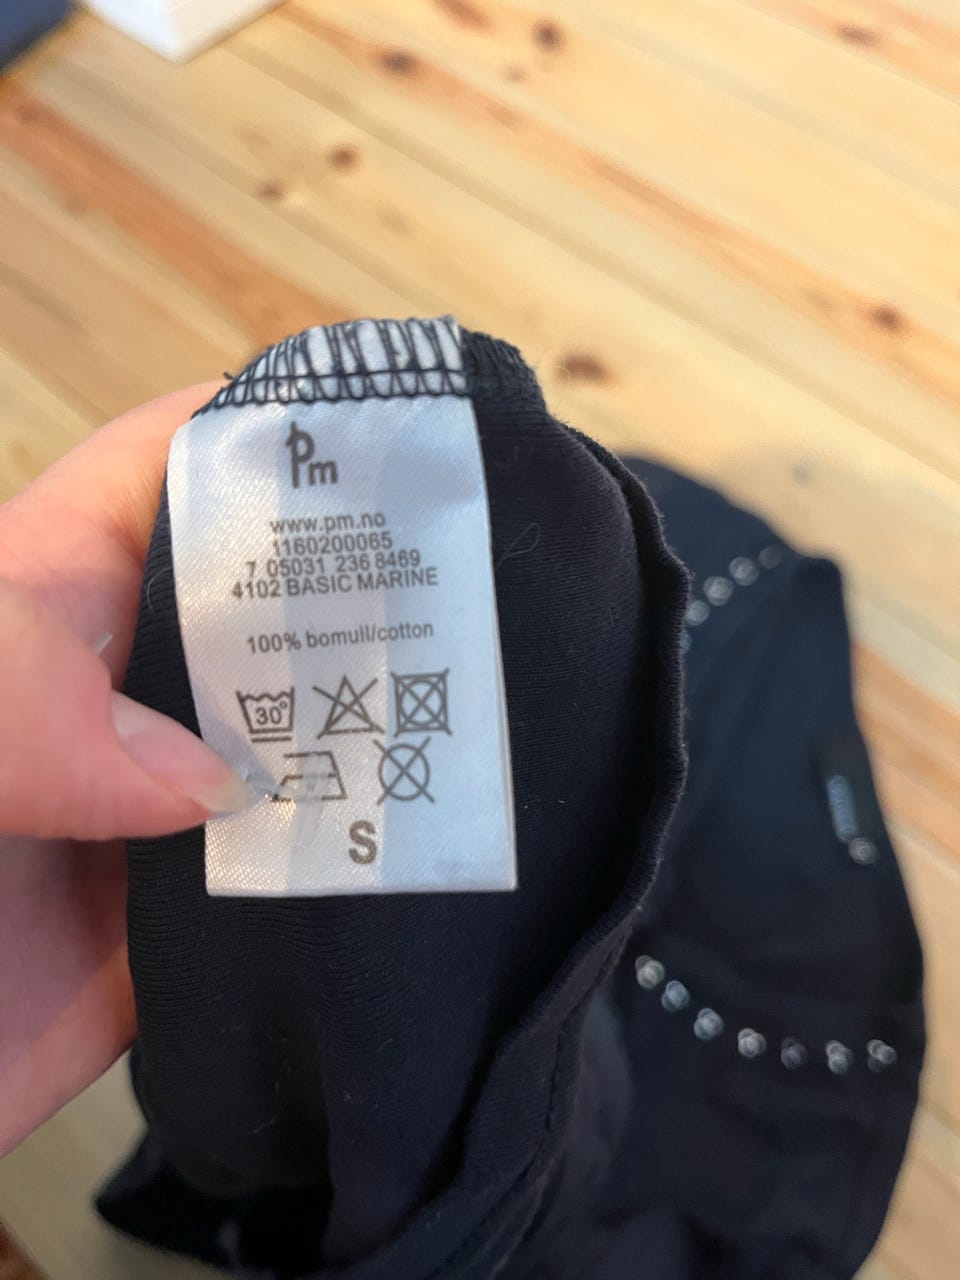 Pm
www.pm.no
1160200065
7 05031 236 8469
4102 BASIC MARINE
100% bomull/cotton
30°
S